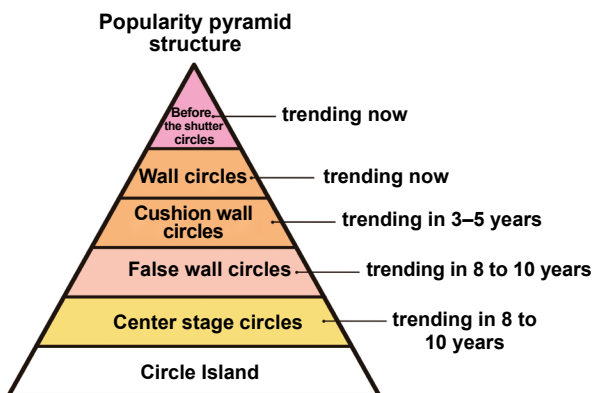 Popularity pyramid
structure
Before
the shutter
circles
trending now
Wall circles
trending now
Cushion wall
circles
trending in 3–5 years
False wall circles
trending in 8 to 10 years
Center stage circles
trending in 8 to
10 years
Circle Island